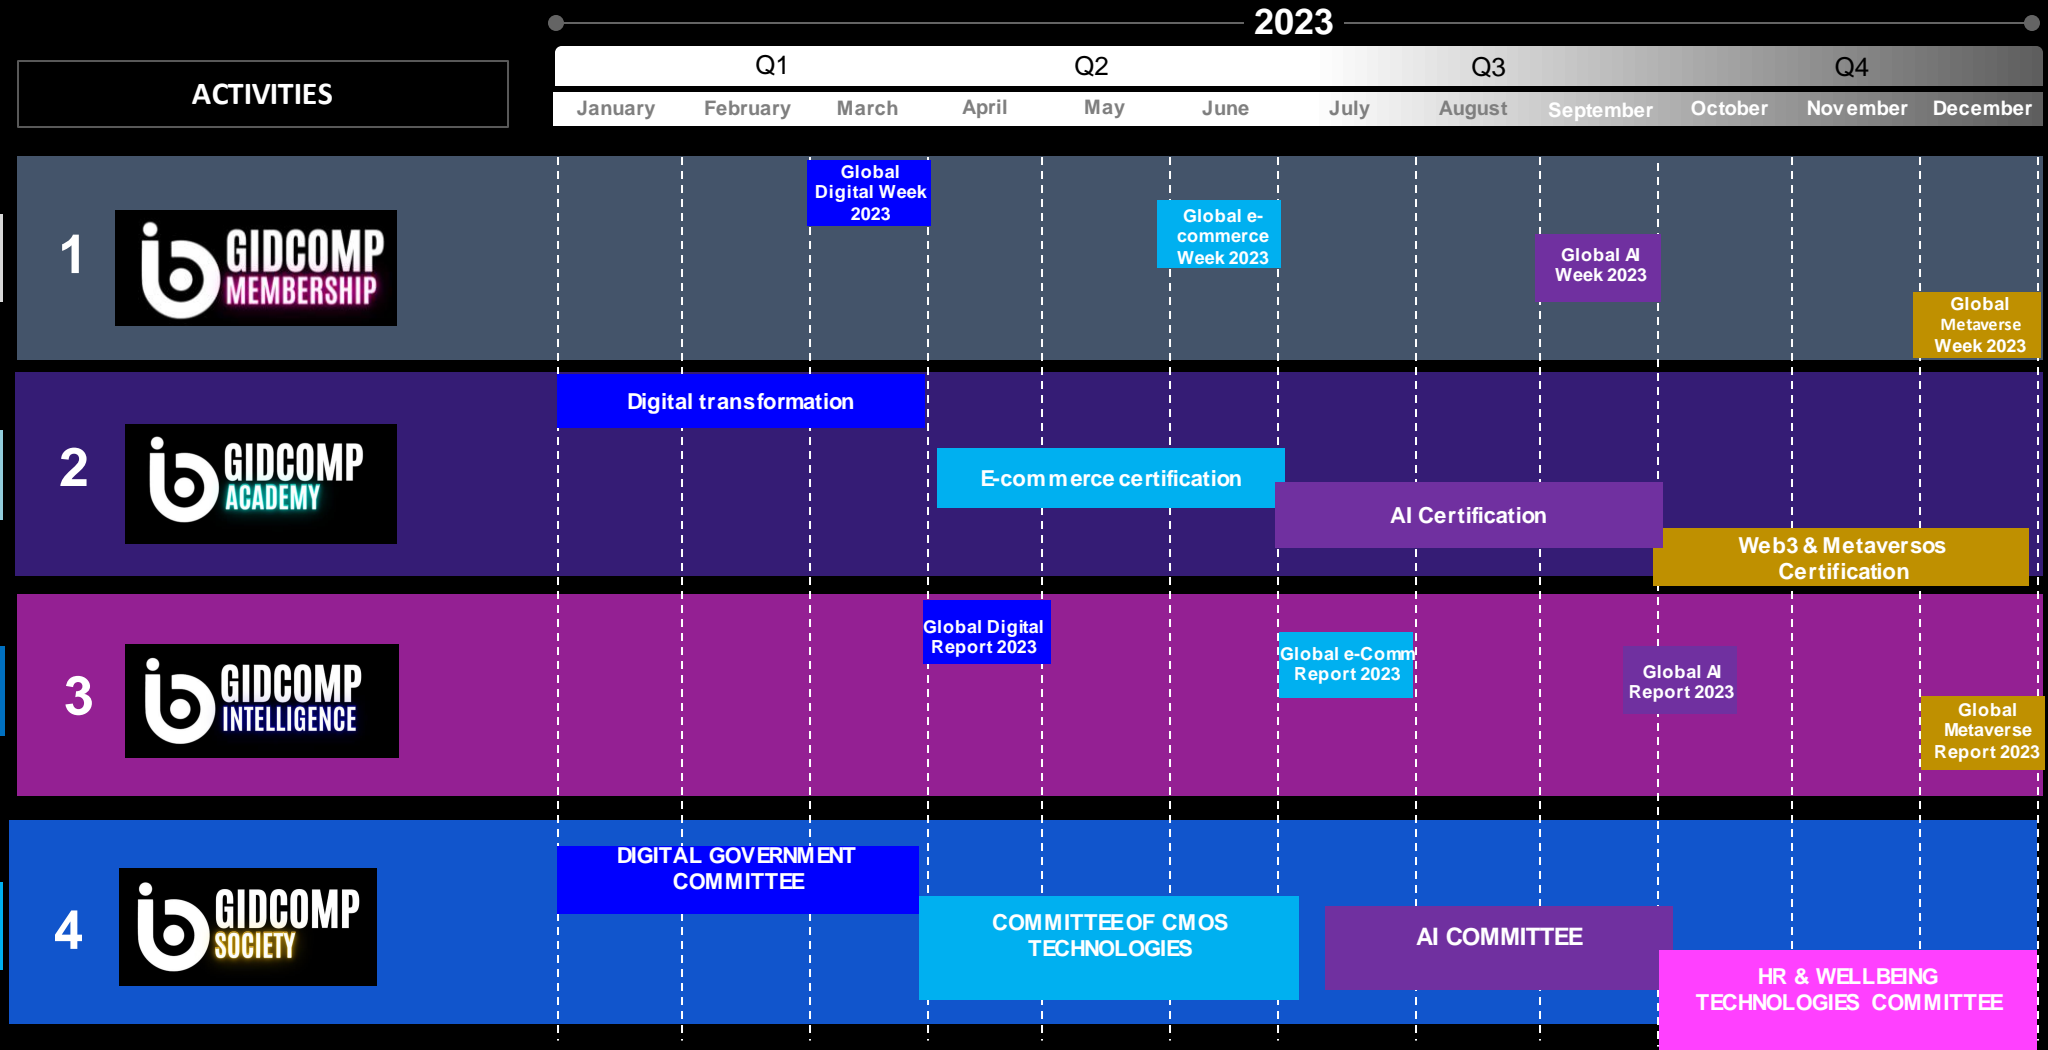 2023
Q1 Q2 Q3 Q4
ACTIVITIES
January February March April May June July August September October November December
1
GIDCOMP
MEMBERSHIP
Global
Digital Week
2023
Global e-
commerce
Week 2023
Global AI
Week 2023
Global
Metaverse
Week 2023
2
GIDCOMP
ACADEMY
Digital transformation
E-commerce certification
AI Certification
Web3 & Metaversos
Certification
3
GIDCOMP
INTELLIGENCE
Global Digital
Report 2023
Global e-Comm
Report 2023
Global AI
Report 2023
Global
Metaverse
Report 2023
4
GIDCOMP
SOCIETY
DIGITAL GOVERNMENT
COMMITTEE
COMMITTEE OF CMOS
TECHNOLOGIES
AI COMMITTEE
HR & WELLBEING
TECHNOLOGIES COMMITTEE